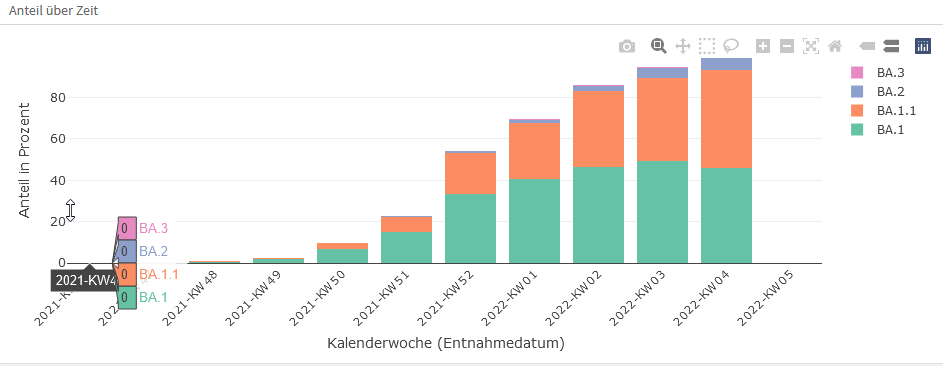 Anteil über Zeit
BA.3
BA.2
BA.1.1
BA.1
Anteil in Prozent
80
60
40
20
0
0 BA.3
0 BA.2
0 BA.1.1
0 BA.1
2021-KW48
2021-KW49
2021-KW50
2021-KW51
2021-KW52
2022-KW01
2022-KW02
2022-KW03
2022-KW04
2022-KW05
Kalenderwoche (Entnahmedatum)